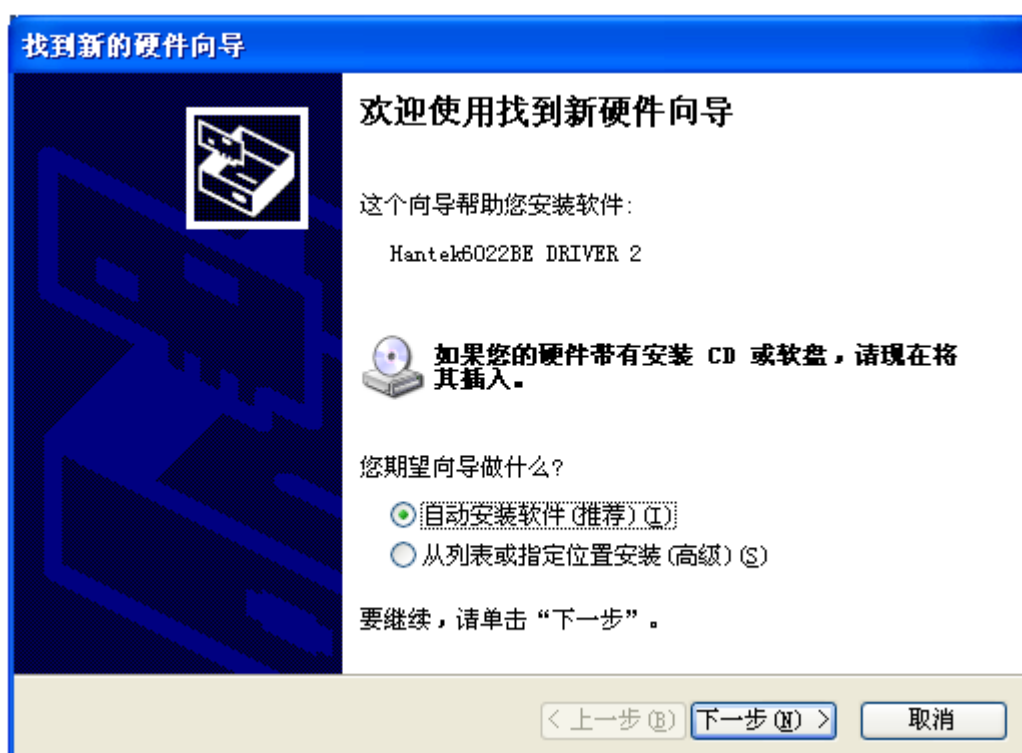 找到新的硬件向导
欢迎使用找到新硬件向导
这个向导帮助您安装软件:
Hantek6022BE DRIVER 2
如果您的硬件带有安装 CD 或软盘，请现在将
其插入。
您期望向导做什么?
自动安装软件(推荐)(I)
从列表或指定位置安装(高级)(S)
要继续，请单击“下一步”。
< 上一步(B) 下一步(N) > 取消